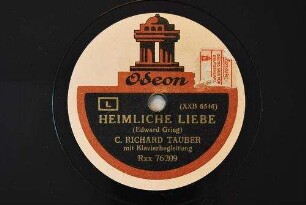 Odeon
L
(XXB 6516)
HEIMLICHE LIEBE
(Edward Grieg)
C. RICHARD TAUBER
mit Klavierbegleitung
Rxx 76209